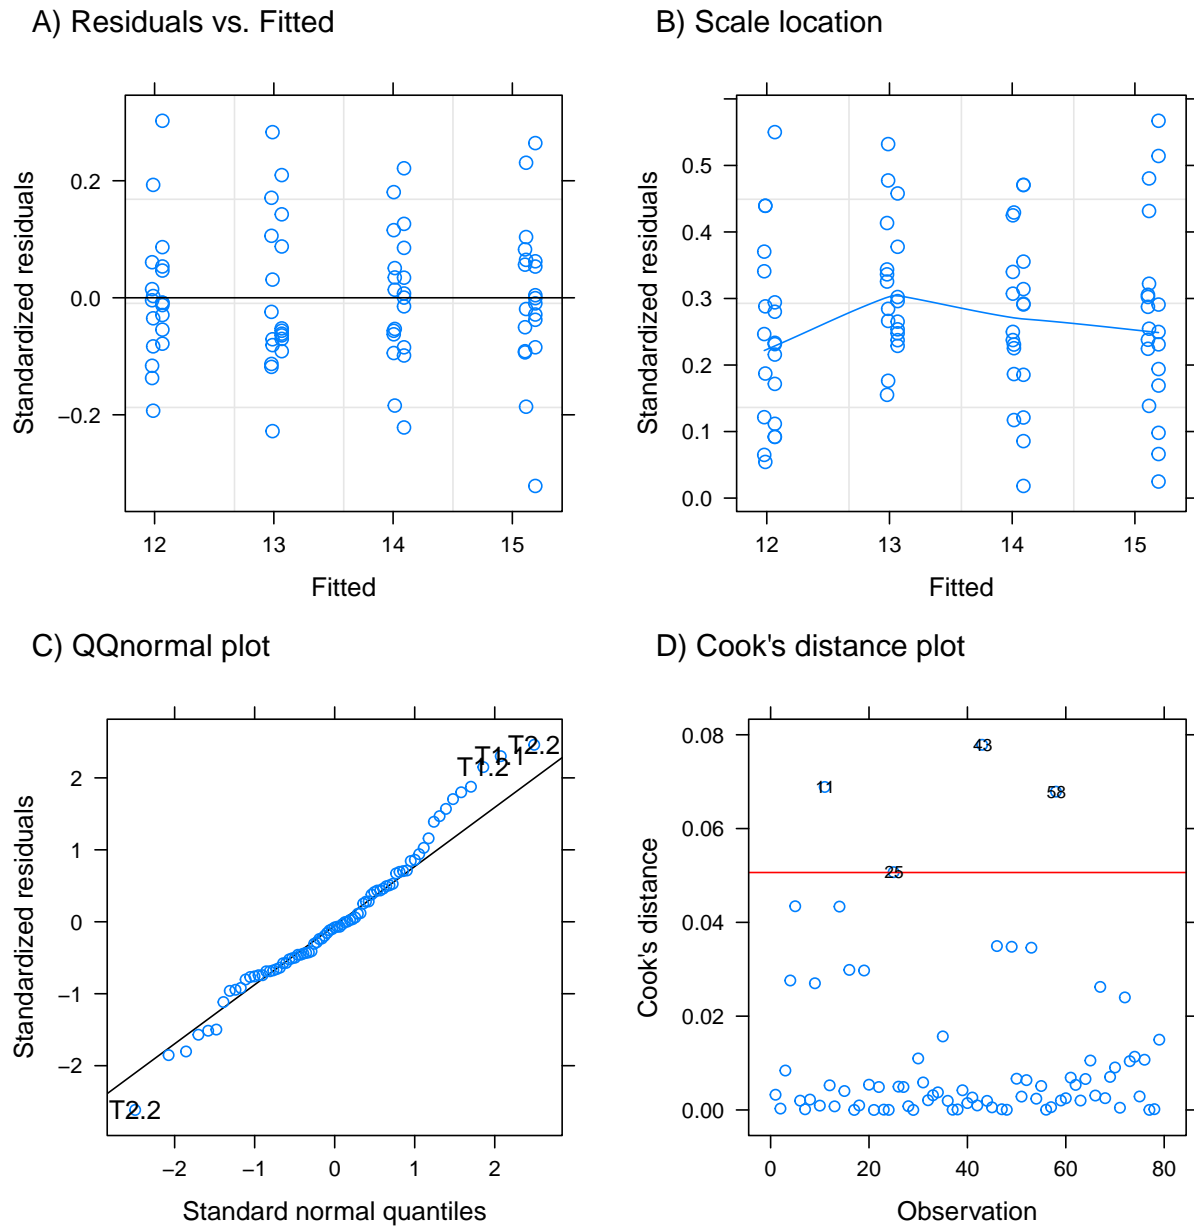 A) Residuals vs. Fitted
B) Scale location
Standardized residuals
0.2
0.0
−0.2
12
13
14
15
Fitted
Standardized residuals
0.5
0.4
0.3
0.2
0.1
0.0
12
13
14
15
Fitted
C) QQnormal plot
D) Cook's distance plot
Standardized residuals
2
1
0
−1
−2
T1.2
T1.1
T2.2
T2.2
−2
−1
0
1
2
Standard normal quantiles
Cook's distance
0.08
0.06
0.04
0.02
0.00
43
11
58
25
0
20
40
60
80
Observation